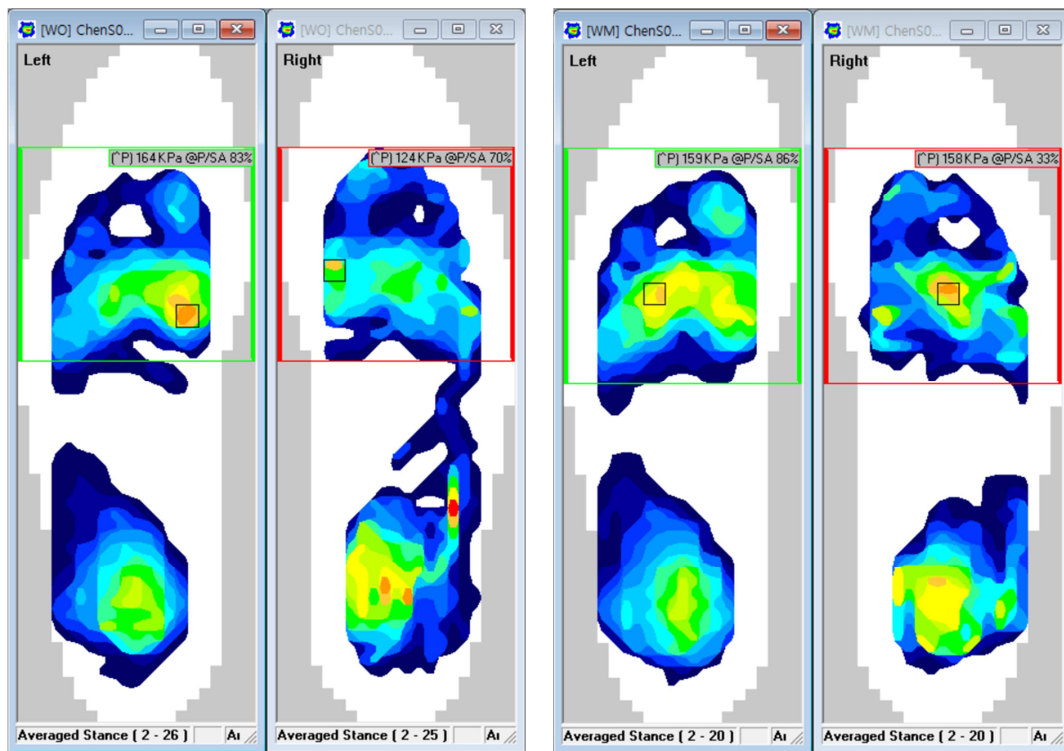 [WO] ChenS0...
Left
(^P) 164 KPa @P/SA 83%
Averaged Stance ( 2 - 26 )
[WO] ChenS0...
Right
(^P) 124 KPa @P/SA 70%
Averaged Stance ( 2 - 25 )
[WM] ChenS0...
Left
(^P) 159 KPa @P/SA 86%
Averaged Stance ( 2 - 20 )
[WM] ChenS0...
Right
(^P) 158 KPa @P/SA 33%
Averaged Stance ( 2 - 20 )